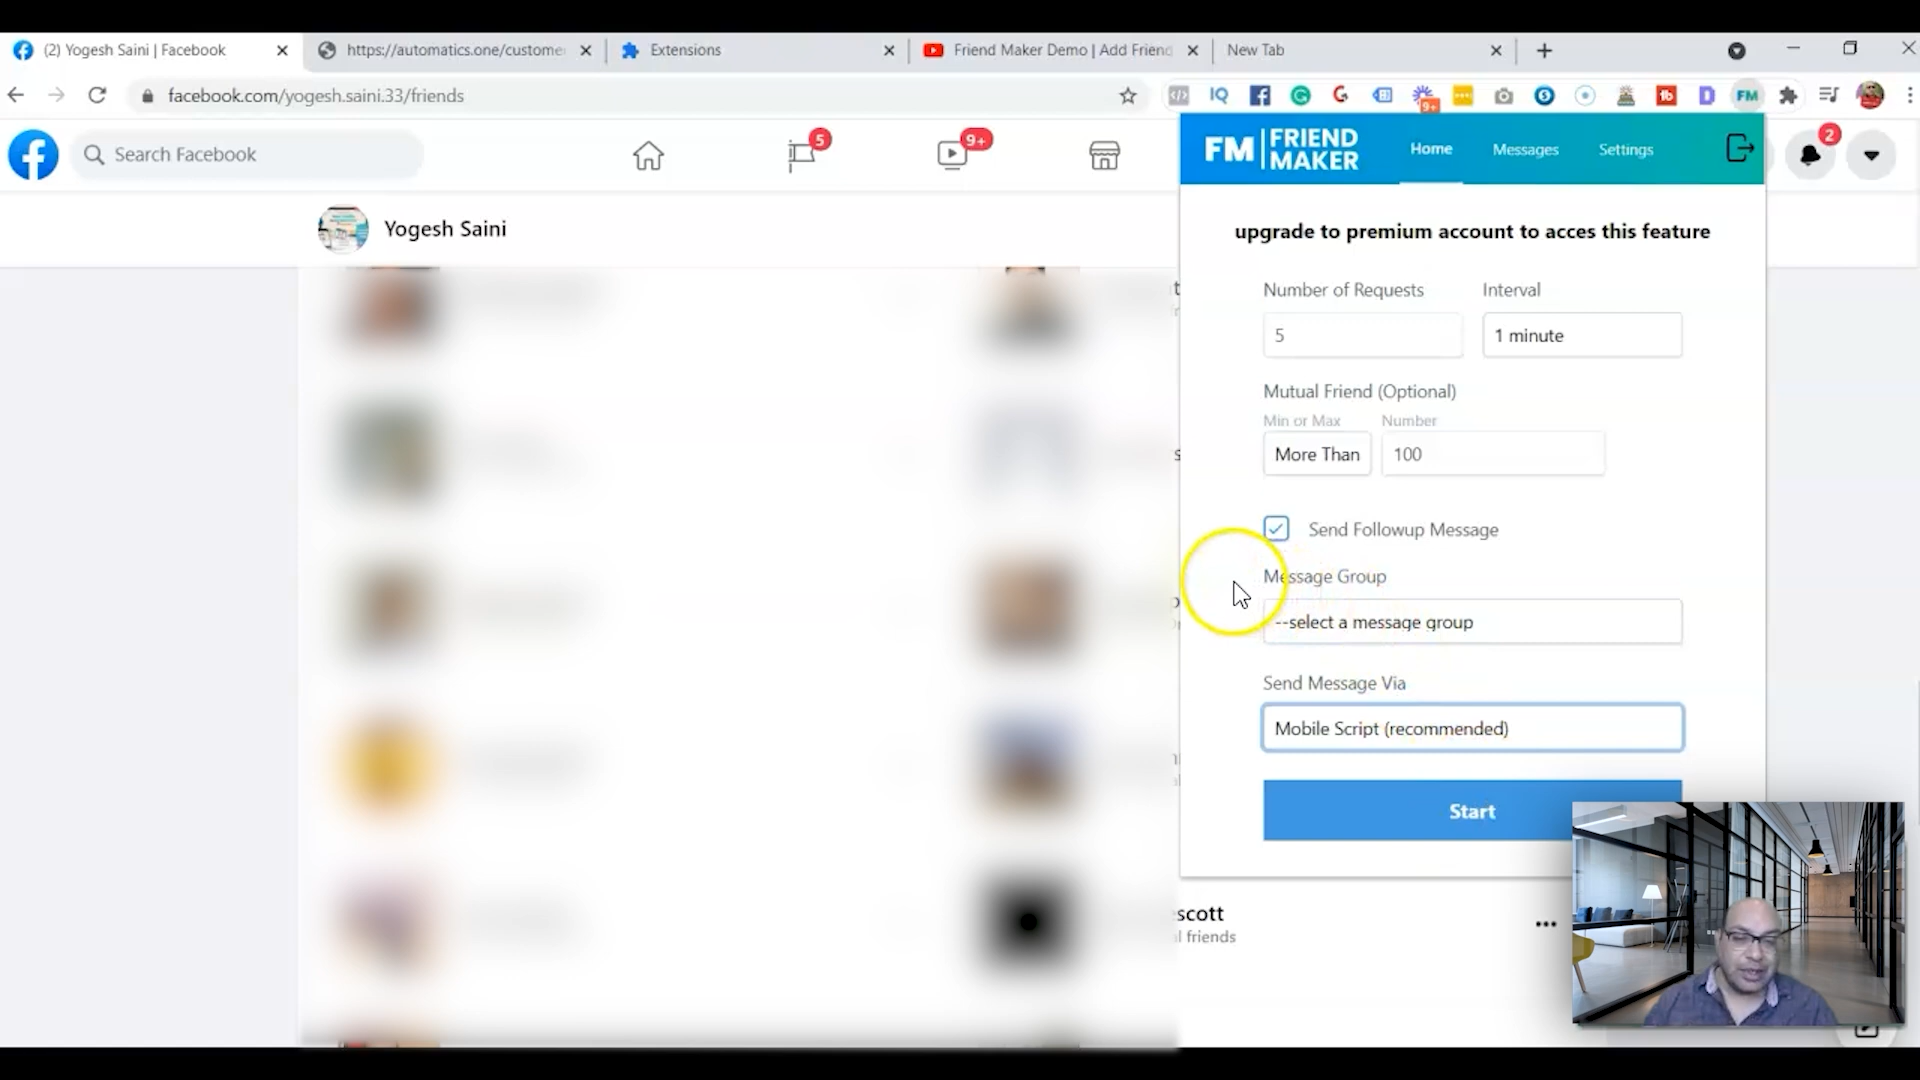 (2) Yogesh Saini | Facebook
https://automatics.one/custome
Extensions
Friend Maker Demo | Add Friend
New Tab
facebook.com/yogesh.saini.33/friends
IQ
9+
FM
Search Facebook
5
9+
FM FRIEND MAKER
Home
Messages
Settings
2
Yogesh Saini
upgrade to premium account to acces this feature
Number of Requests
Interval
5
1 minute
Mutual Friend (Optional)
Min or Max
Number
More Than
100
Send Followup Message
Message Group
--select a message group
Send Message Via
Mobile Script (recommended)
Start
scott
l friends